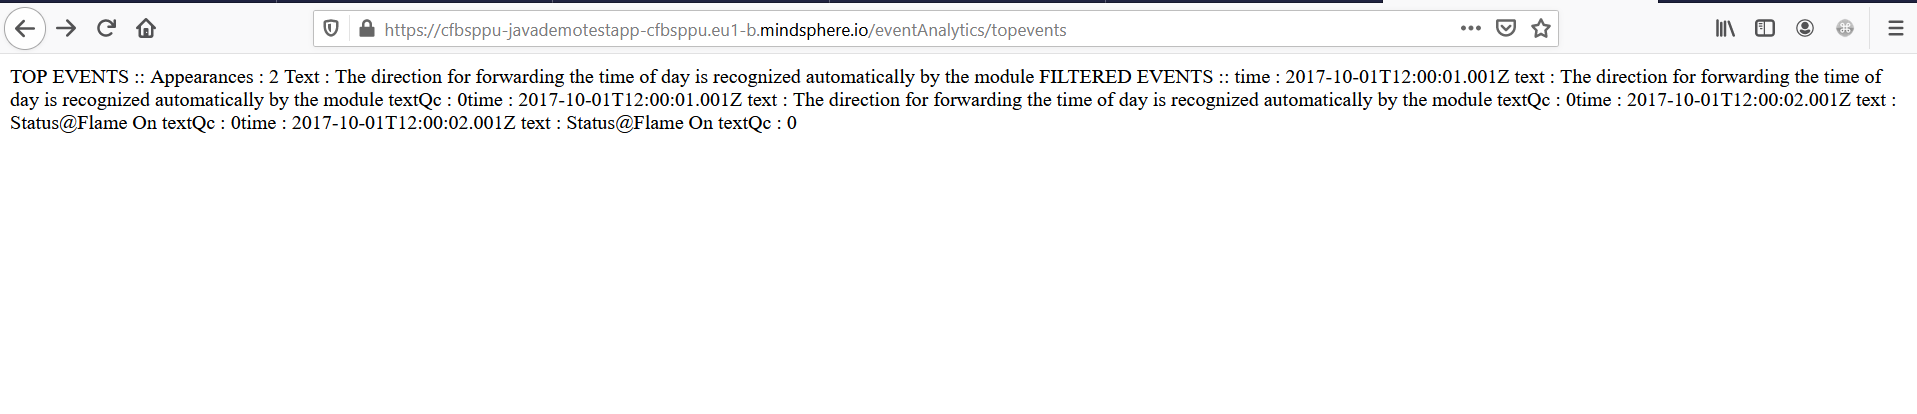 https://cfbsppu-javademotestapp-cfbsppu.eu1-b.mindsphere.io/eventAnalytics/topevents
TOP EVENTS :: Appearances : 2 Text : The direction for forwarding the time of day is recognized automatically by the module FILTERED EVENTS :: time : 2017-10-01T12:00:01.001Z text : The direction for forwarding the time of
day is recognized automatically by the module textQc : 0time : 2017-10-01T12:00:01.001Z text : The direction for forwarding the time of day is recognized automatically by the module textQc : 0time : 2017-10-01T12:00:02.001Z text :
Status@Flame On textQc : 0time : 2017-10-01T12:00:02.001Z text : Status@Flame On textQc : 0